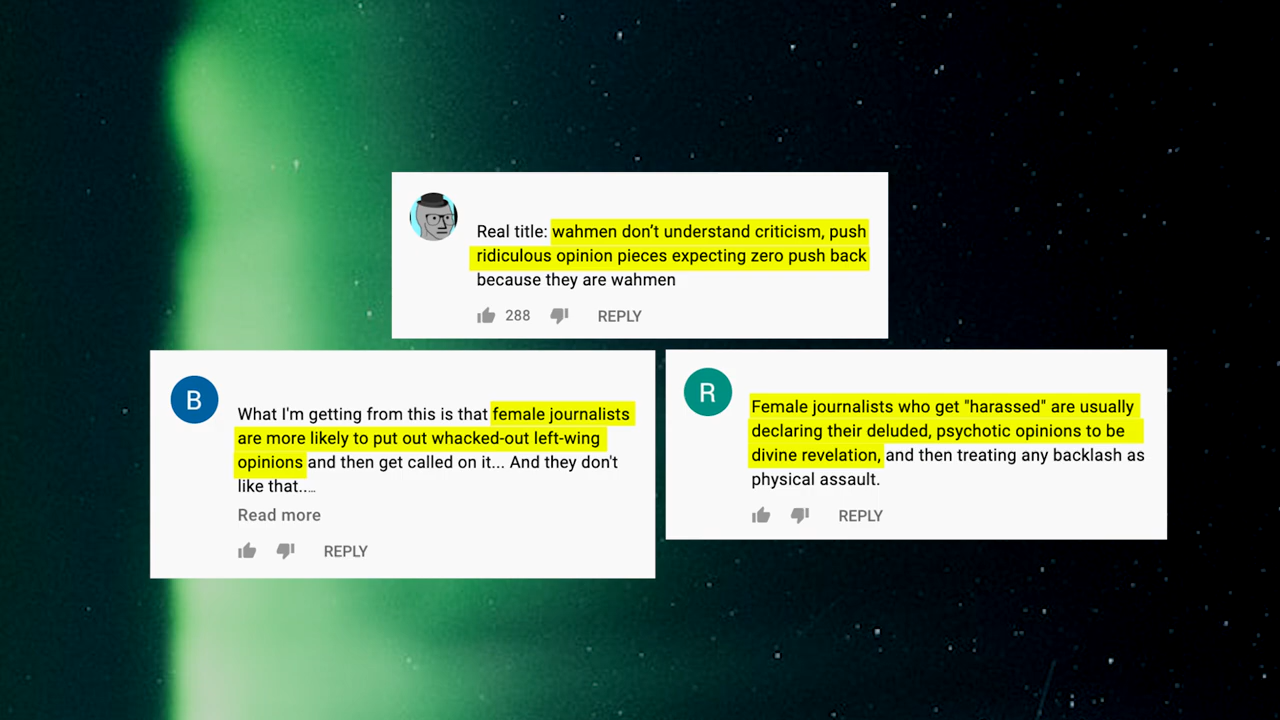 Real title: wahmen don’t understand criticism, push
ridiculous opinion pieces expecting zero push back
because they are wahmen
288 REPLY
B
What I'm getting from this is that female journalists
are more likely to put out whacked-out left-wing
opinions and then get called on it... And they don't
like that.…
Read more
REPLY
R
Female journalists who get "harassed" are usually
declaring their deluded, psychotic opinions to be
divine revelation, and then treating any backlash as
physical assault.
REPLY